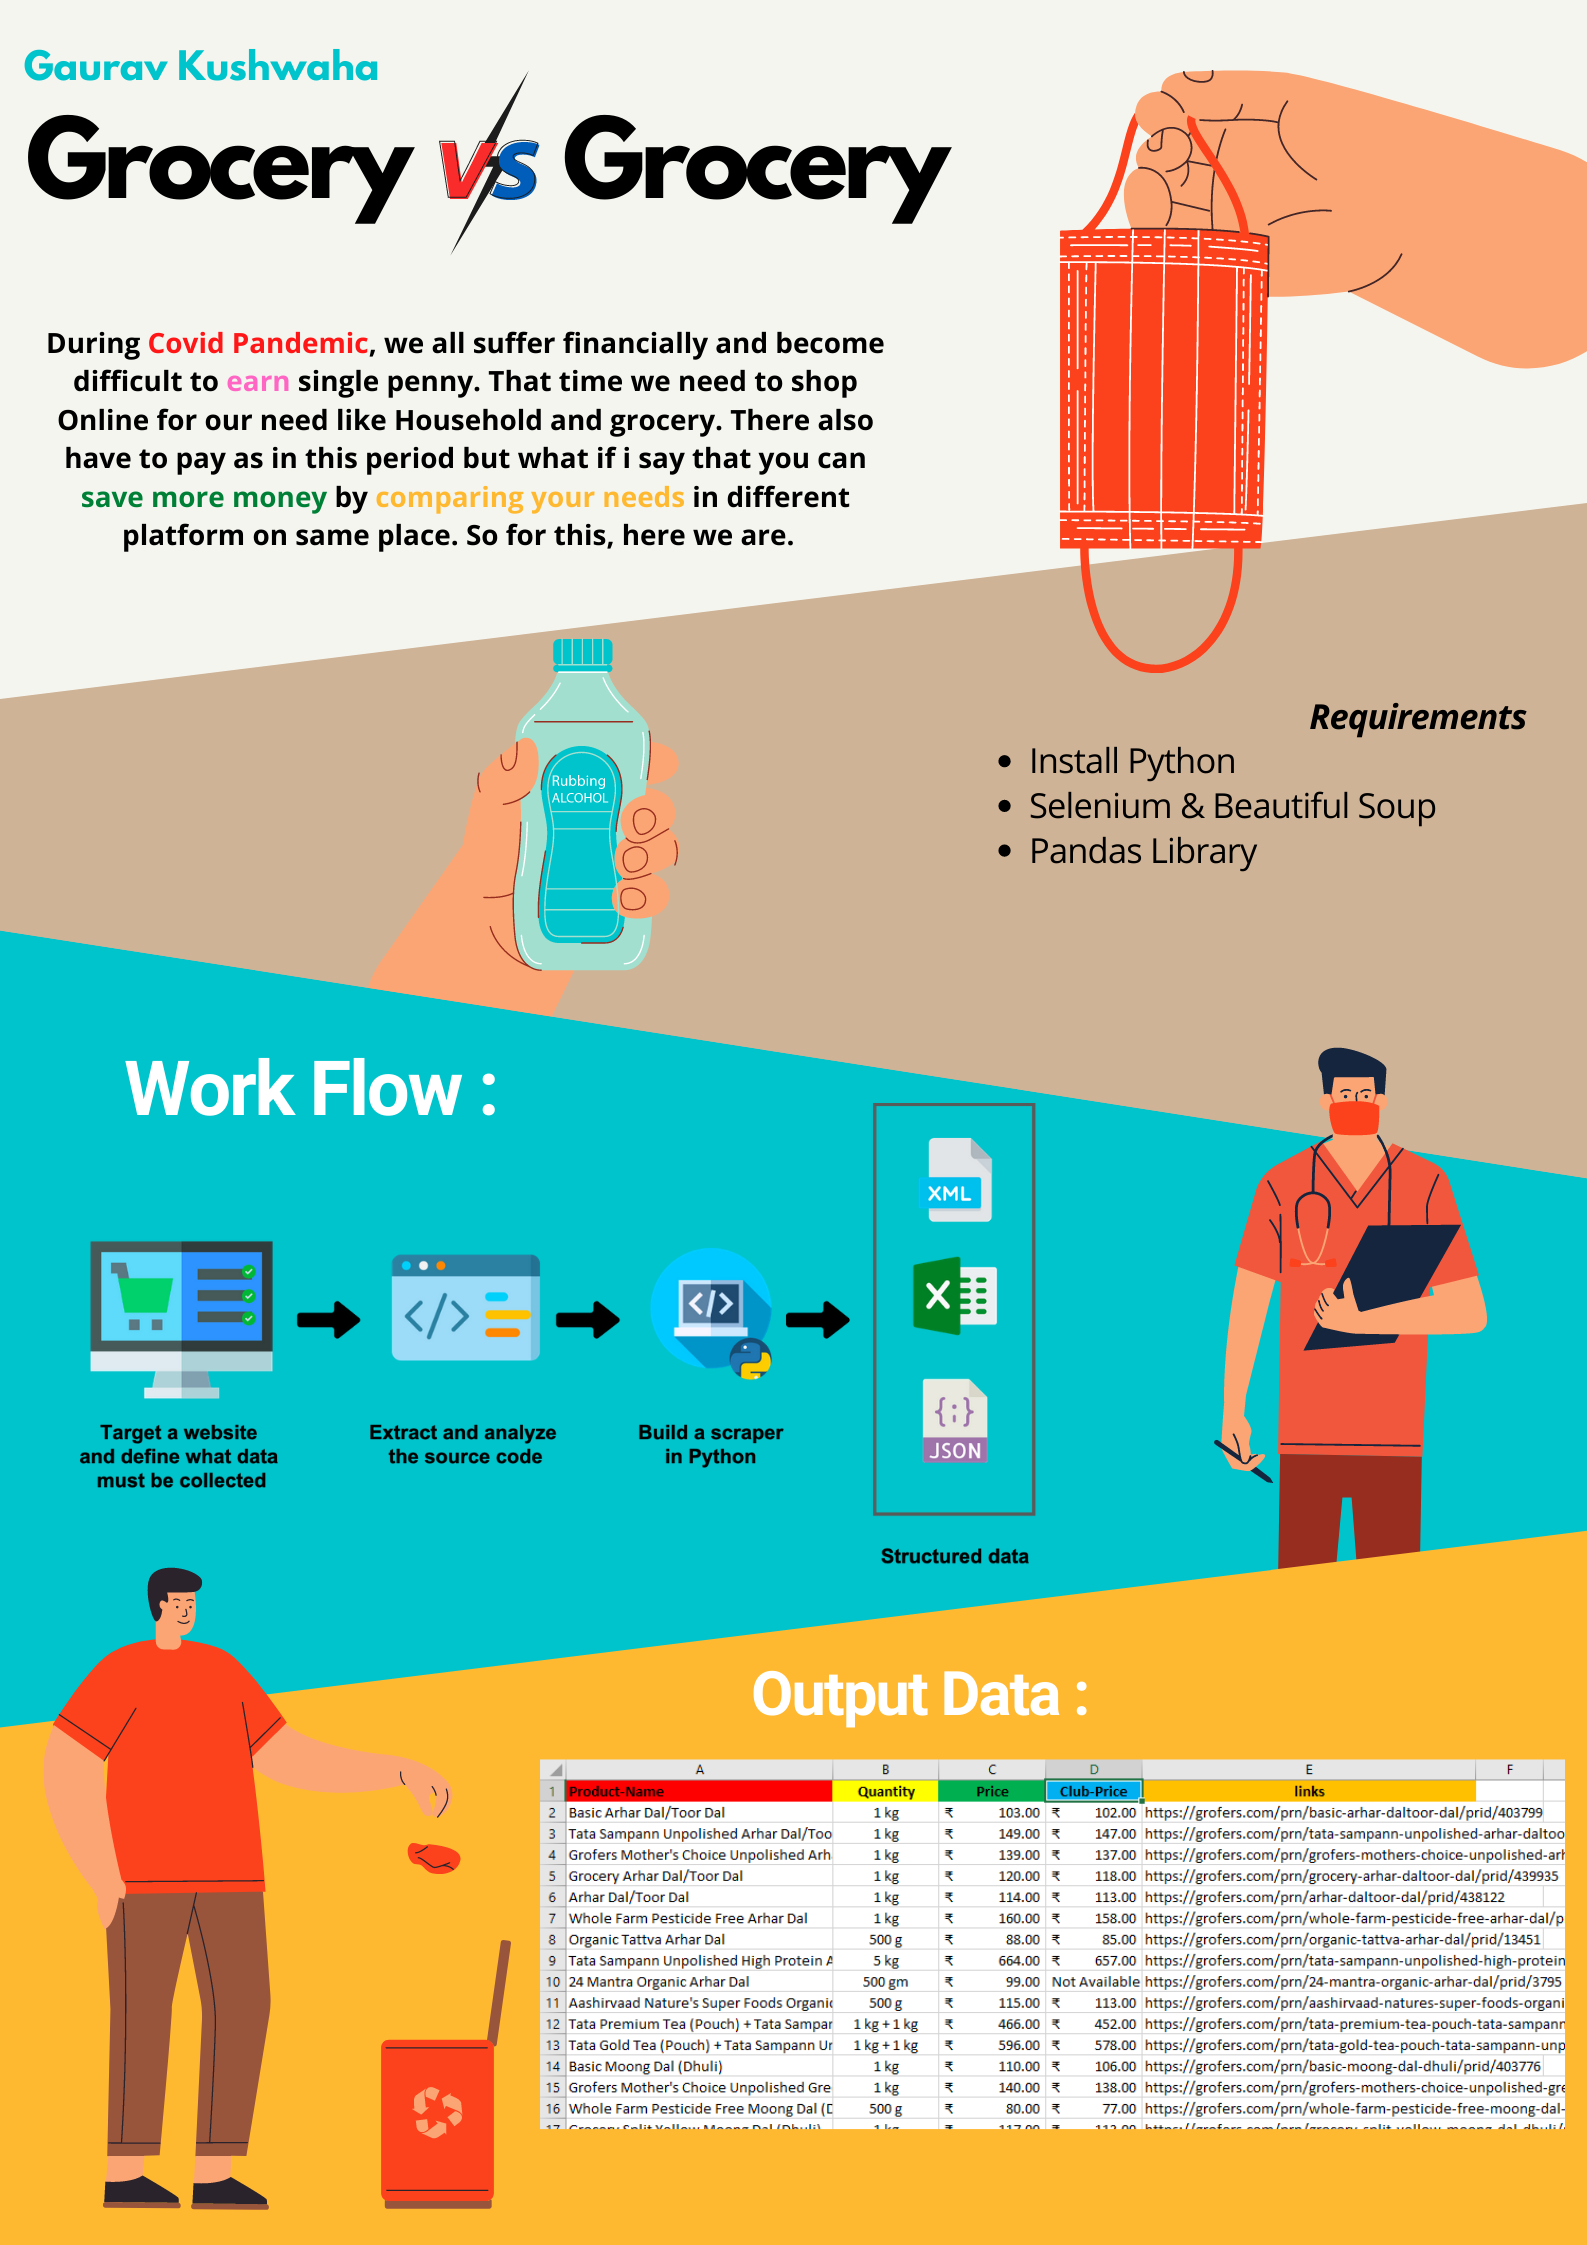 Gaurav Kushwaha
Grocery VS Grocery
During Covid Pandemic, we all suffer financially and become
difficult to earn single penny. That time we need to shop
Online for our need like Household and grocery. There also
have to pay as in this period but what if i say that you can
save more money by comparing your needs in different
platform on same place. So for this, here we are.
Rubbing
ALCOHOL
Requirements
• Install Python
• Selenium & Beautiful Soup
• Pandas Library
Work Flow :
XML
X
JSON
Target a website
and define what data
must be collected
Extract and analyze
the source code
Build a scraper
in Python
Structured data
Output Data :
A B C D E F
1 Product-Name Quantity Price Club-Price links
2 Basic Arhar Dal/Toor Dal 1 kg ₹ 103.00 ₹ 102.00 https://grofers.com/prn/basic-arhar-daltoor-dal/prid/403799
3 Tata Sampann Unpolished Arhar Dal/Too 1 kg ₹ 149.00 ₹ 147.00 https://grofers.com/prn/tata-sampann-unpolished-arhar-daltoo
4 Grofers Mother's Choice Unpolished Arh 1 kg ₹ 139.00 ₹ 137.00 https://grofers.com/prn/grofers-mothers-choice-unpolished-arh
5 Grocery Arhar Dal/Toor Dal 1 kg ₹ 120.00 ₹ 118.00 https://grofers.com/prn/grocery-arhar-daltoor-dal/prid/439935
6 Arhar Dal/Toor Dal 1 kg ₹ 114.00 ₹ 113.00 https://grofers.com/prn/arhar-daltoor-dal/prid/438122
7 Whole Farm Pesticide Free Arhar Dal 1 kg ₹ 160.00 ₹ 158.00 https://grofers.com/prn/whole-farm-pesticide-free-arhar-dal/p
8 Organic Tattva Arhar Dal 500 g ₹ 88.00 ₹ 85.00 https://grofers.com/prn/organic-tattva-arhar-dal/prid/13451
9 Tata Sampann Unpolished High Protein A 5 kg ₹ 664.00 ₹ 657.00 https://grofers.com/prn/tata-sampann-unpolished-high-protein
10 24 Mantra Organic Arhar Dal 500 gm ₹ 99.00 Not Available https://grofers.com/prn/24-mantra-organic-arhar-dal/prid/3795
11 Aashirvaad Nature's Super Foods Organic 500 g ₹ 115.00 ₹ 113.00 https://grofers.com/prn/aashirvaad-natures-super-foods-organi
12 Tata Premium Tea (Pouch) + Tata Sampar 1 kg + 1 kg ₹ 466.00 ₹ 452.00 https://grofers.com/prn/tata-premium-tea-pouch-tata-sampann
13 Tata Gold Tea (Pouch) + Tata Sampann Ur 1 kg + 1 kg ₹ 596.00 ₹ 578.00 https://grofers.com/prn/tata-gold-tea-pouch-tata-sampann-unp
14 Basic Moong Dal (Dhuli) 1 kg ₹ 110.00 ₹ 106.00 https://grofers.com/prn/basic-moong-dal-dhuli/prid/403776
15 Grofers Mother's Choice Unpolished Gre 1 kg ₹ 140.00 ₹ 138.00 https://grofers.com/prn/grofers-mothers-choice-unpolished-gre
16 Whole Farm Pesticide Free Moong Dal (D 500 g ₹ 80.00 ₹ 77.00 https://grofers.com/prn/whole-farm-pesticide-free-moong-dal-